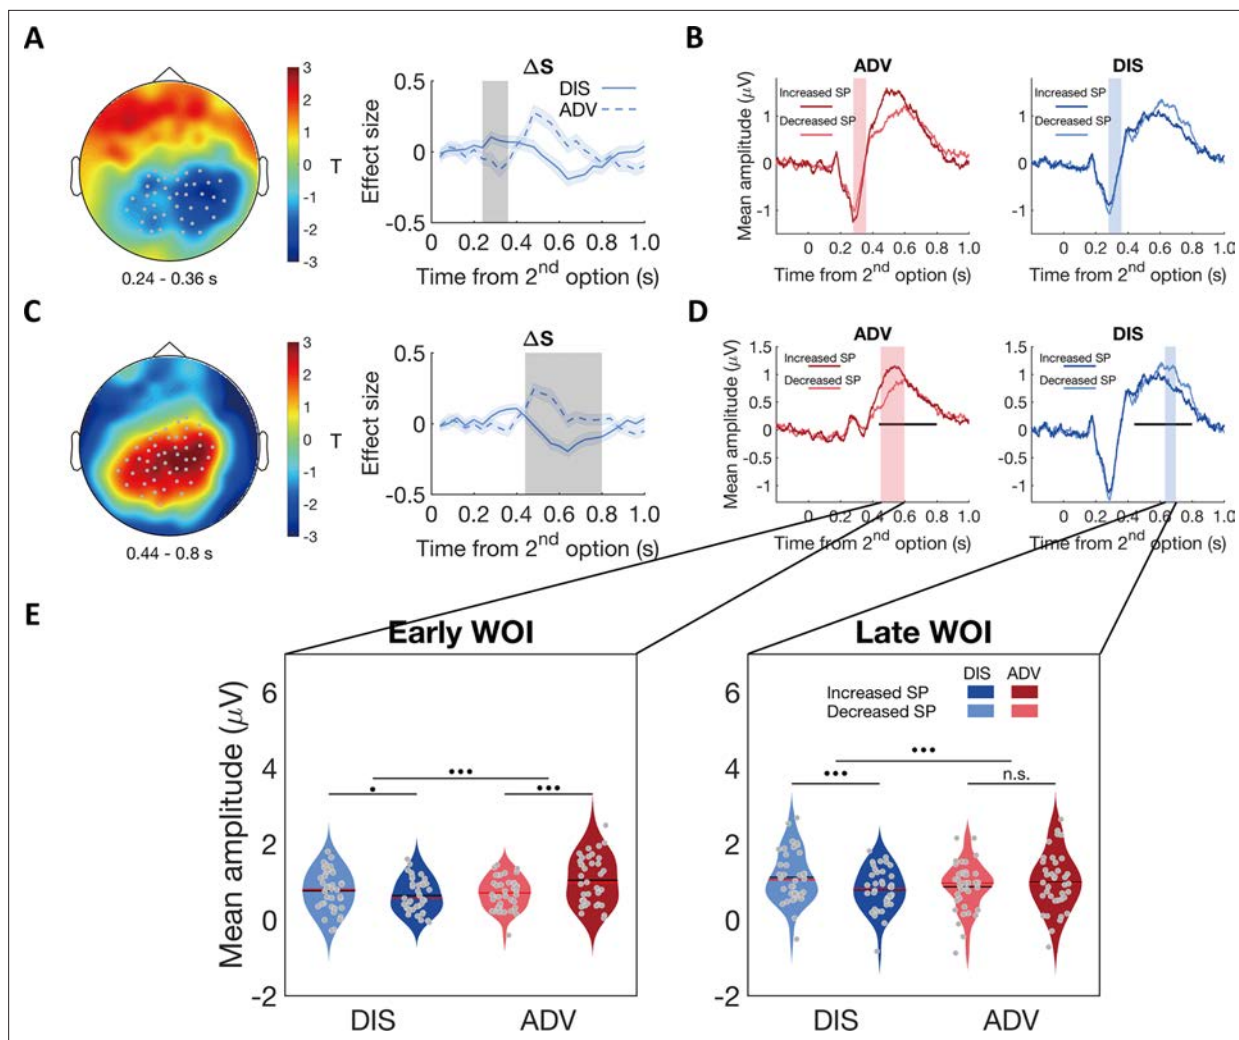 A
3
2
1
0
-1
-2
-3
T
0.24 - 0.36 s
ΔS
DIS
ADV
0.5
0
-0.5
Effect size
0 0.2 0.4 0.6 0.8 1.0
Time from 2nd option (s)
B
ADV
Increased SP
Decreased SP
1
0
-1
Mean amplitude (μV)
0 0.2 0.4 0.6 0.8 1.0
DIS
Increased SP
Decreased SP
1
0
-1
0 0.2 0.4 0.6 0.8 1.0
Time from 2nd option (s)
C
3
2
1
0
-1
-2
-3
T
0.44 - 0.8 s
ΔS
0.5
0
-0.5
Effect size
0 0.2 0.4 0.6 0.8 1.0
Time from 2nd option (s)
D
ADV
Increased SP
Decreased SP
1.5
1
0.5
0
-0.5
-1
Mean amplitude (μV)
0 0.2 0.4 0.6 0.8 1.0
DIS
Increased SP
Decreased SP
1.5
1
0.5
0
-0.5
-1
0 0.2 0.4 0.6 0.8 1.0
Time from 2nd option (s)
E
Early WOI
6
4
2
0
-2
Mean amplitude (μV)
DIS ADV
Late WOI
DIS ADV
Increased SP
Decreased SP
n.s.
6
4
2
0
-2
DIS ADV